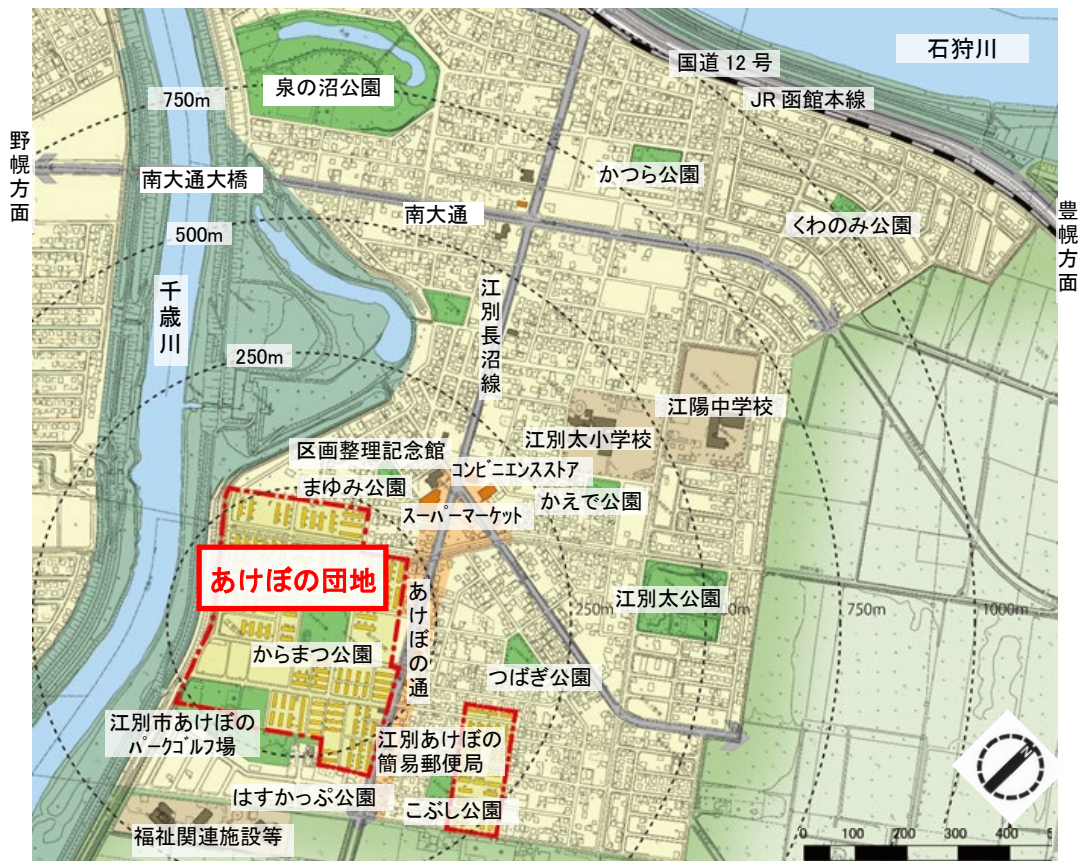 石狩川
国道12号
JR函館本線
泉の沼公園
750m
野幌方面
南大通大橋
かつら公園
南大通
くわのみ公園
豊幌方面
500m
千歳川
江別長沼線
250m
江陽中学校
江別太小学校
区画整理記念館
コンビニエンスストア
まゆみ公園
かえで公園
スーパーマーケット
あけぼの団地
あけぼの通
250m
江別太公園
750m
1000m
からまつ公園
つばぎ公園
江別市あけぼの
パークゴルフ場
江別あけぼの
簡易郵便局
はすかっぷ公園
こぶし公園
福祉関連施設等
N
0 100 200 300 400